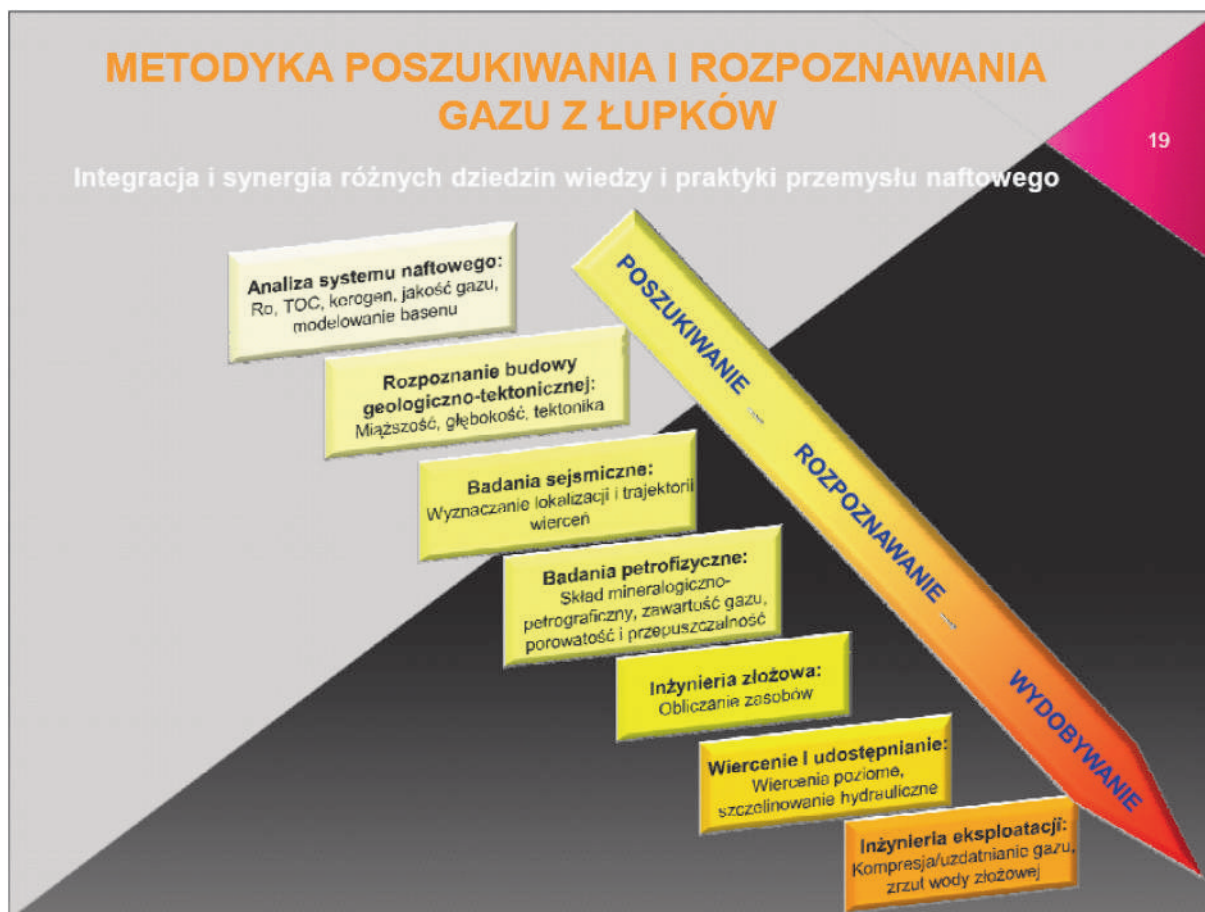 METODYKA POSZUKIWANIA I ROZPOZNAWANIA
GAZU Z ŁUPKÓW
19
Integracja i synergia różnych dziedzin wiedzy i praktyki przemysłu naftowego
Analiza systemu naftowego:
Ro, TOC, kerogen, jakość gazu,
modelowanie basenu
Rozpoznanie budowy
geologiczno-tektonicznej:
Miąższość, głębokość, tektonika
Badania sejsmiczne:
Wyznaczanie lokalizacji i trajektorii
wierceń
Badania petrofizyczne:
Skład mineralogiczno-
petrograficzny, zawartość gazu,
porowatość i przepuszczalność
Inżynieria złożowa:
Obliczanie zasobów
Wiercenie I udostępnianie:
Wiercenia poziome,
szczelinowanie hydrauliczne
Inżynieria eksploatacji:
Kompresja/uzdatnianie gazu,
zrzut wody złożowej
POSZUKIWANIE _ ROZPOZNAWANIE _ WYDOBYWANIE